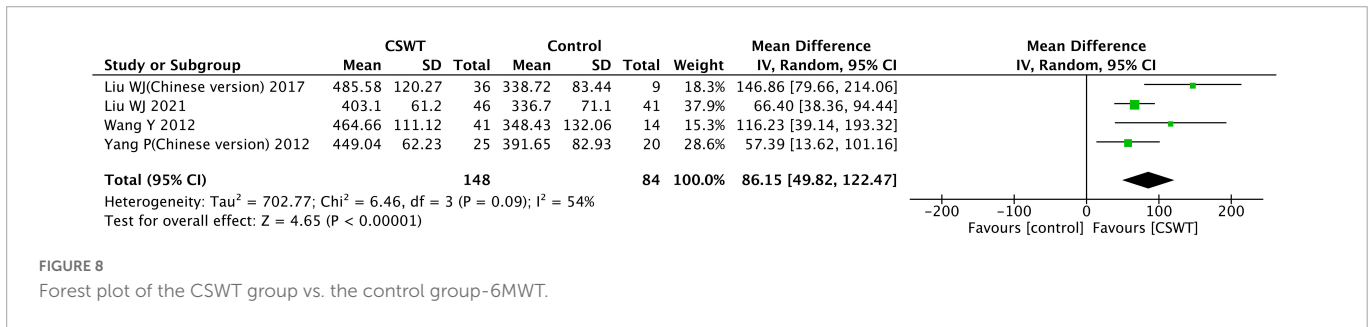 CSWT Control Mean Difference Mean Difference
Study or Subgroup Mean SD Total Mean SD Total Weight IV, Random, 95% CI IV, Random, 95% CI
Liu WJ(Chinese version) 2017 485.58 120.27 36 338.72 83.44 9 18.3% 146.86 [79.66, 214.06]
Liu WJ 2021 403.1 61.2 46 336.7 71.1 41 37.9% 66.40 [38.36, 94.44]
Wang Y 2012 464.66 111.12 41 348.43 132.06 14 15.3% 116.23 [39.14, 193.32]
Yang P(Chinese version) 2012 449.04 62.23 25 391.65 82.93 20 28.6% 57.39 [13.62, 101.16]
Total (95% CI) 148 84 100.0% 86.15 [49.82, 122.47]
Heterogeneity: Tau² = 702.77; Chi² = 6.46, df = 3 (P = 0.09); I² = 54%
Test for overall effect: Z = 4.65 (P < 0.00001)
-200 -100 0 100 200
Favours [control] Favours [CSWT]
FIGURE 8
Forest plot of the CSWT group vs. the control group-6MWT.